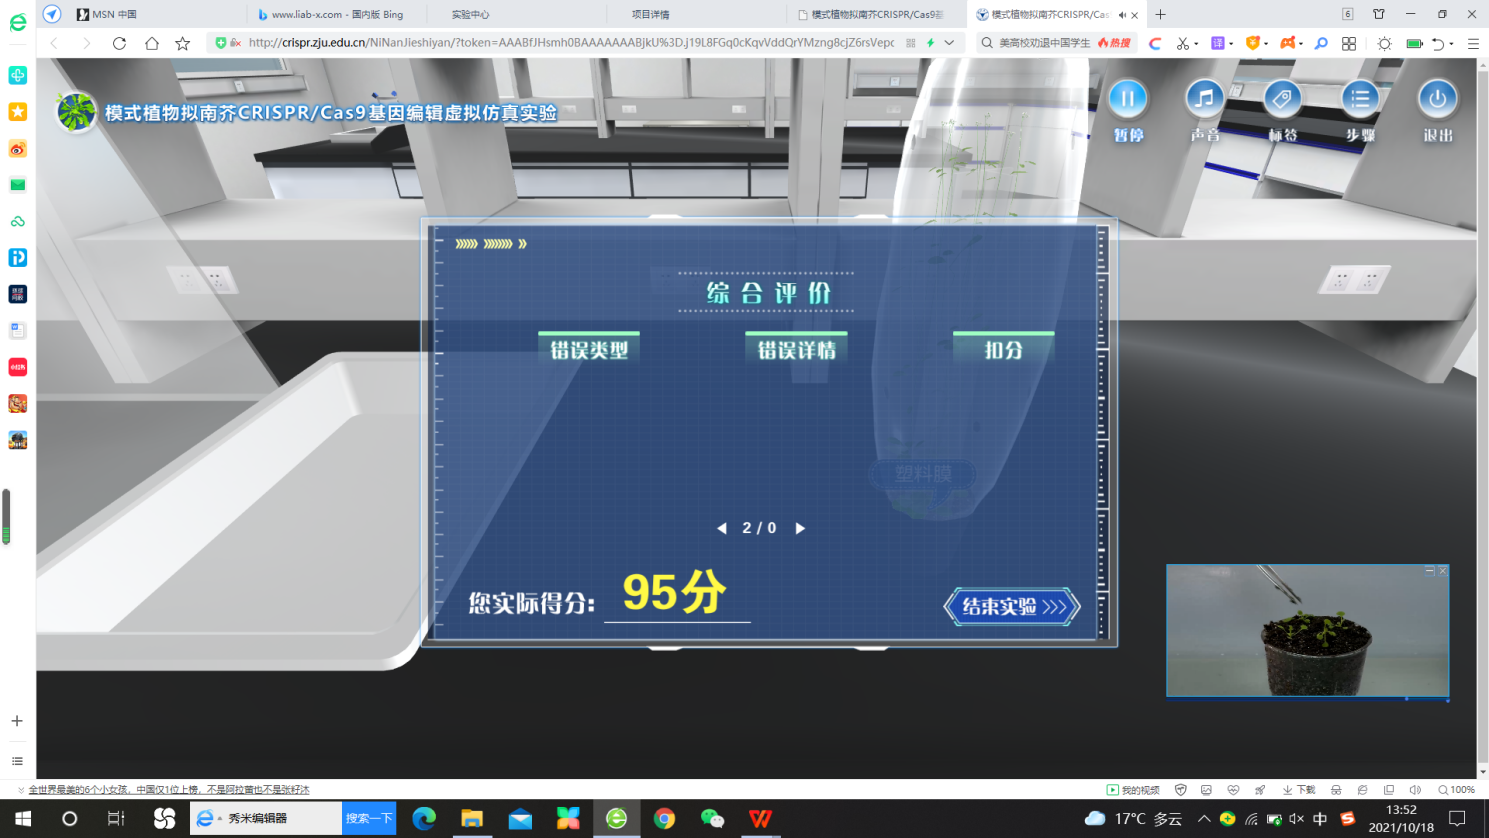 MSN 中国
www.liab-x.com - 国内版 Bing
实验中心
项目详情
模式植物拟南芥CRISPR/Cas9基
模式植物拟南芥CRISPR/Cas
6
美高校劝退中国学生
热搜
模式植物拟南芥CRISPR/Cas9基因编辑虚拟仿真实验
暂停
声音
标签
步骤
退出
综合评价
错误类型
错误详情
扣分
塑料膜
2 / 0
您实际得分:
95分
结束实验
全世界最美的6个小女孩，中国仅1位上榜，不是阿拉蕾也不是张籽沐
我的视频
下载
100%
秀米编辑器
搜索一下
17°C 多云
中
13:52
2021/10/18